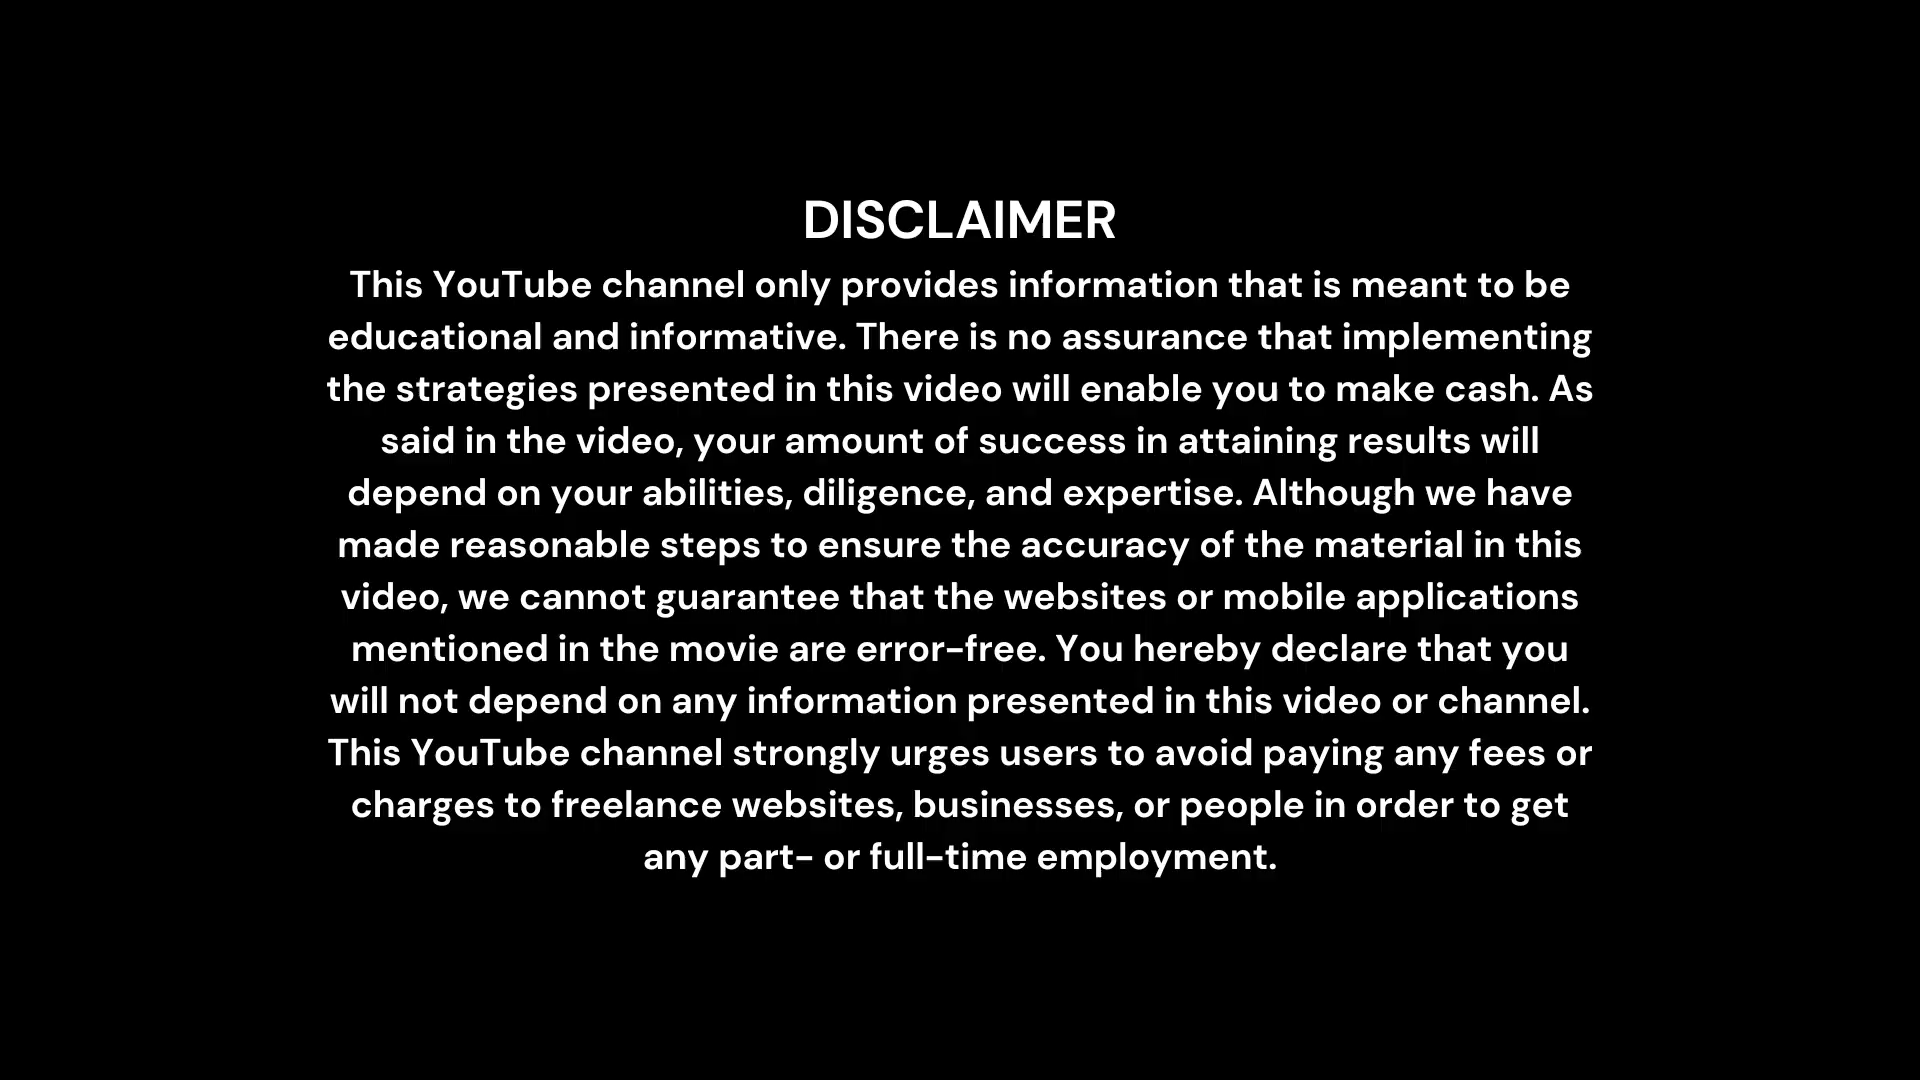 DISCLAIMER
This YouTube channel only provides information that is meant to be
educational and informative. There is no assurance that implementing
the strategies presented in this video will enable you to make cash. As
said in the video, your amount of success in attaining results will
depend on your abilities, diligence, and expertise. Although we have
made reasonable steps to ensure the accuracy of the material in this
video, we cannot guarantee that the websites or mobile applications
mentioned in the movie are error-free. You hereby declare that you
will not depend on any information presented in this video or channel.
This YouTube channel strongly urges users to avoid paying any fees or
charges to freelance websites, businesses, or people in order to get
any part- or full-time employment.